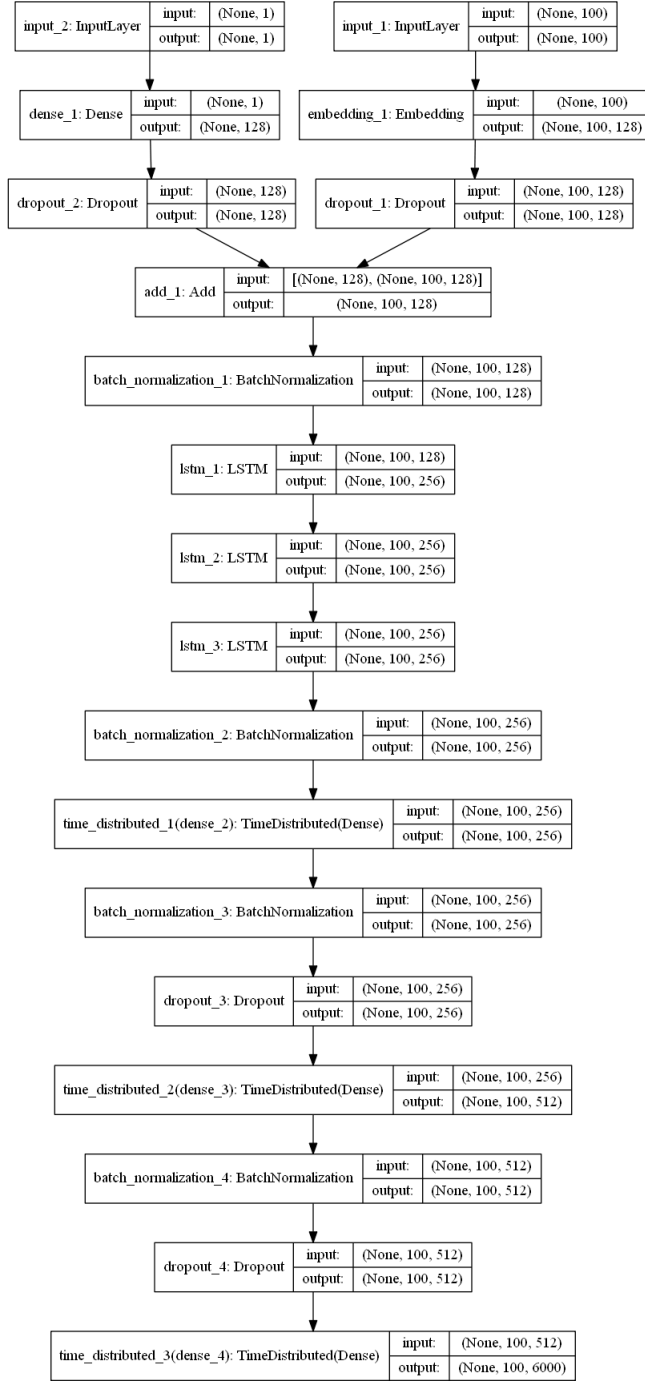 input_2: InputLayer
input: (None, 1)
output: (None, 1)
input_1: InputLayer
input: (None, 100)
output: (None, 100)
dense_1: Dense
input: (None, 1)
output: (None, 128)
embedding_1: Embedding
input: (None, 100)
output: (None, 100, 128)
dropout_2: Dropout
input: (None, 128)
output: (None, 128)
dropout_1: Dropout
input: (None, 100, 128)
output: (None, 100, 128)
add_1: Add
input: [(None, 128), (None, 100, 128)]
output: (None, 100, 128)
batch_normalization_1: BatchNormalization
input: (None, 100, 128)
output: (None, 100, 128)
lstm_1: LSTM
input: (None, 100, 128)
output: (None, 100, 256)
lstm_2: LSTM
input: (None, 100, 256)
output: (None, 100, 256)
lstm_3: LSTM
input: (None, 100, 256)
output: (None, 100, 256)
batch_normalization_2: BatchNormalization
input: (None, 100, 256)
output: (None, 100, 256)
time_distributed_1(dense_2): TimeDistributed(Dense)
input: (None, 100, 256)
output: (None, 100, 256)
batch_normalization_3: BatchNormalization
input: (None, 100, 256)
output: (None, 100, 256)
dropout_3: Dropout
input: (None, 100, 256)
output: (None, 100, 256)
time_distributed_2(dense_3): TimeDistributed(Dense)
input: (None, 100, 256)
output: (None, 100, 512)
batch_normalization_4: BatchNormalization
input: (None, 100, 512)
output: (None, 100, 512)
dropout_4: Dropout
input: (None, 100, 512)
output: (None, 100, 512)
time_distributed_3(dense_4): TimeDistributed(Dense)
input: (None, 100, 512)
output: (None, 100, 6000)